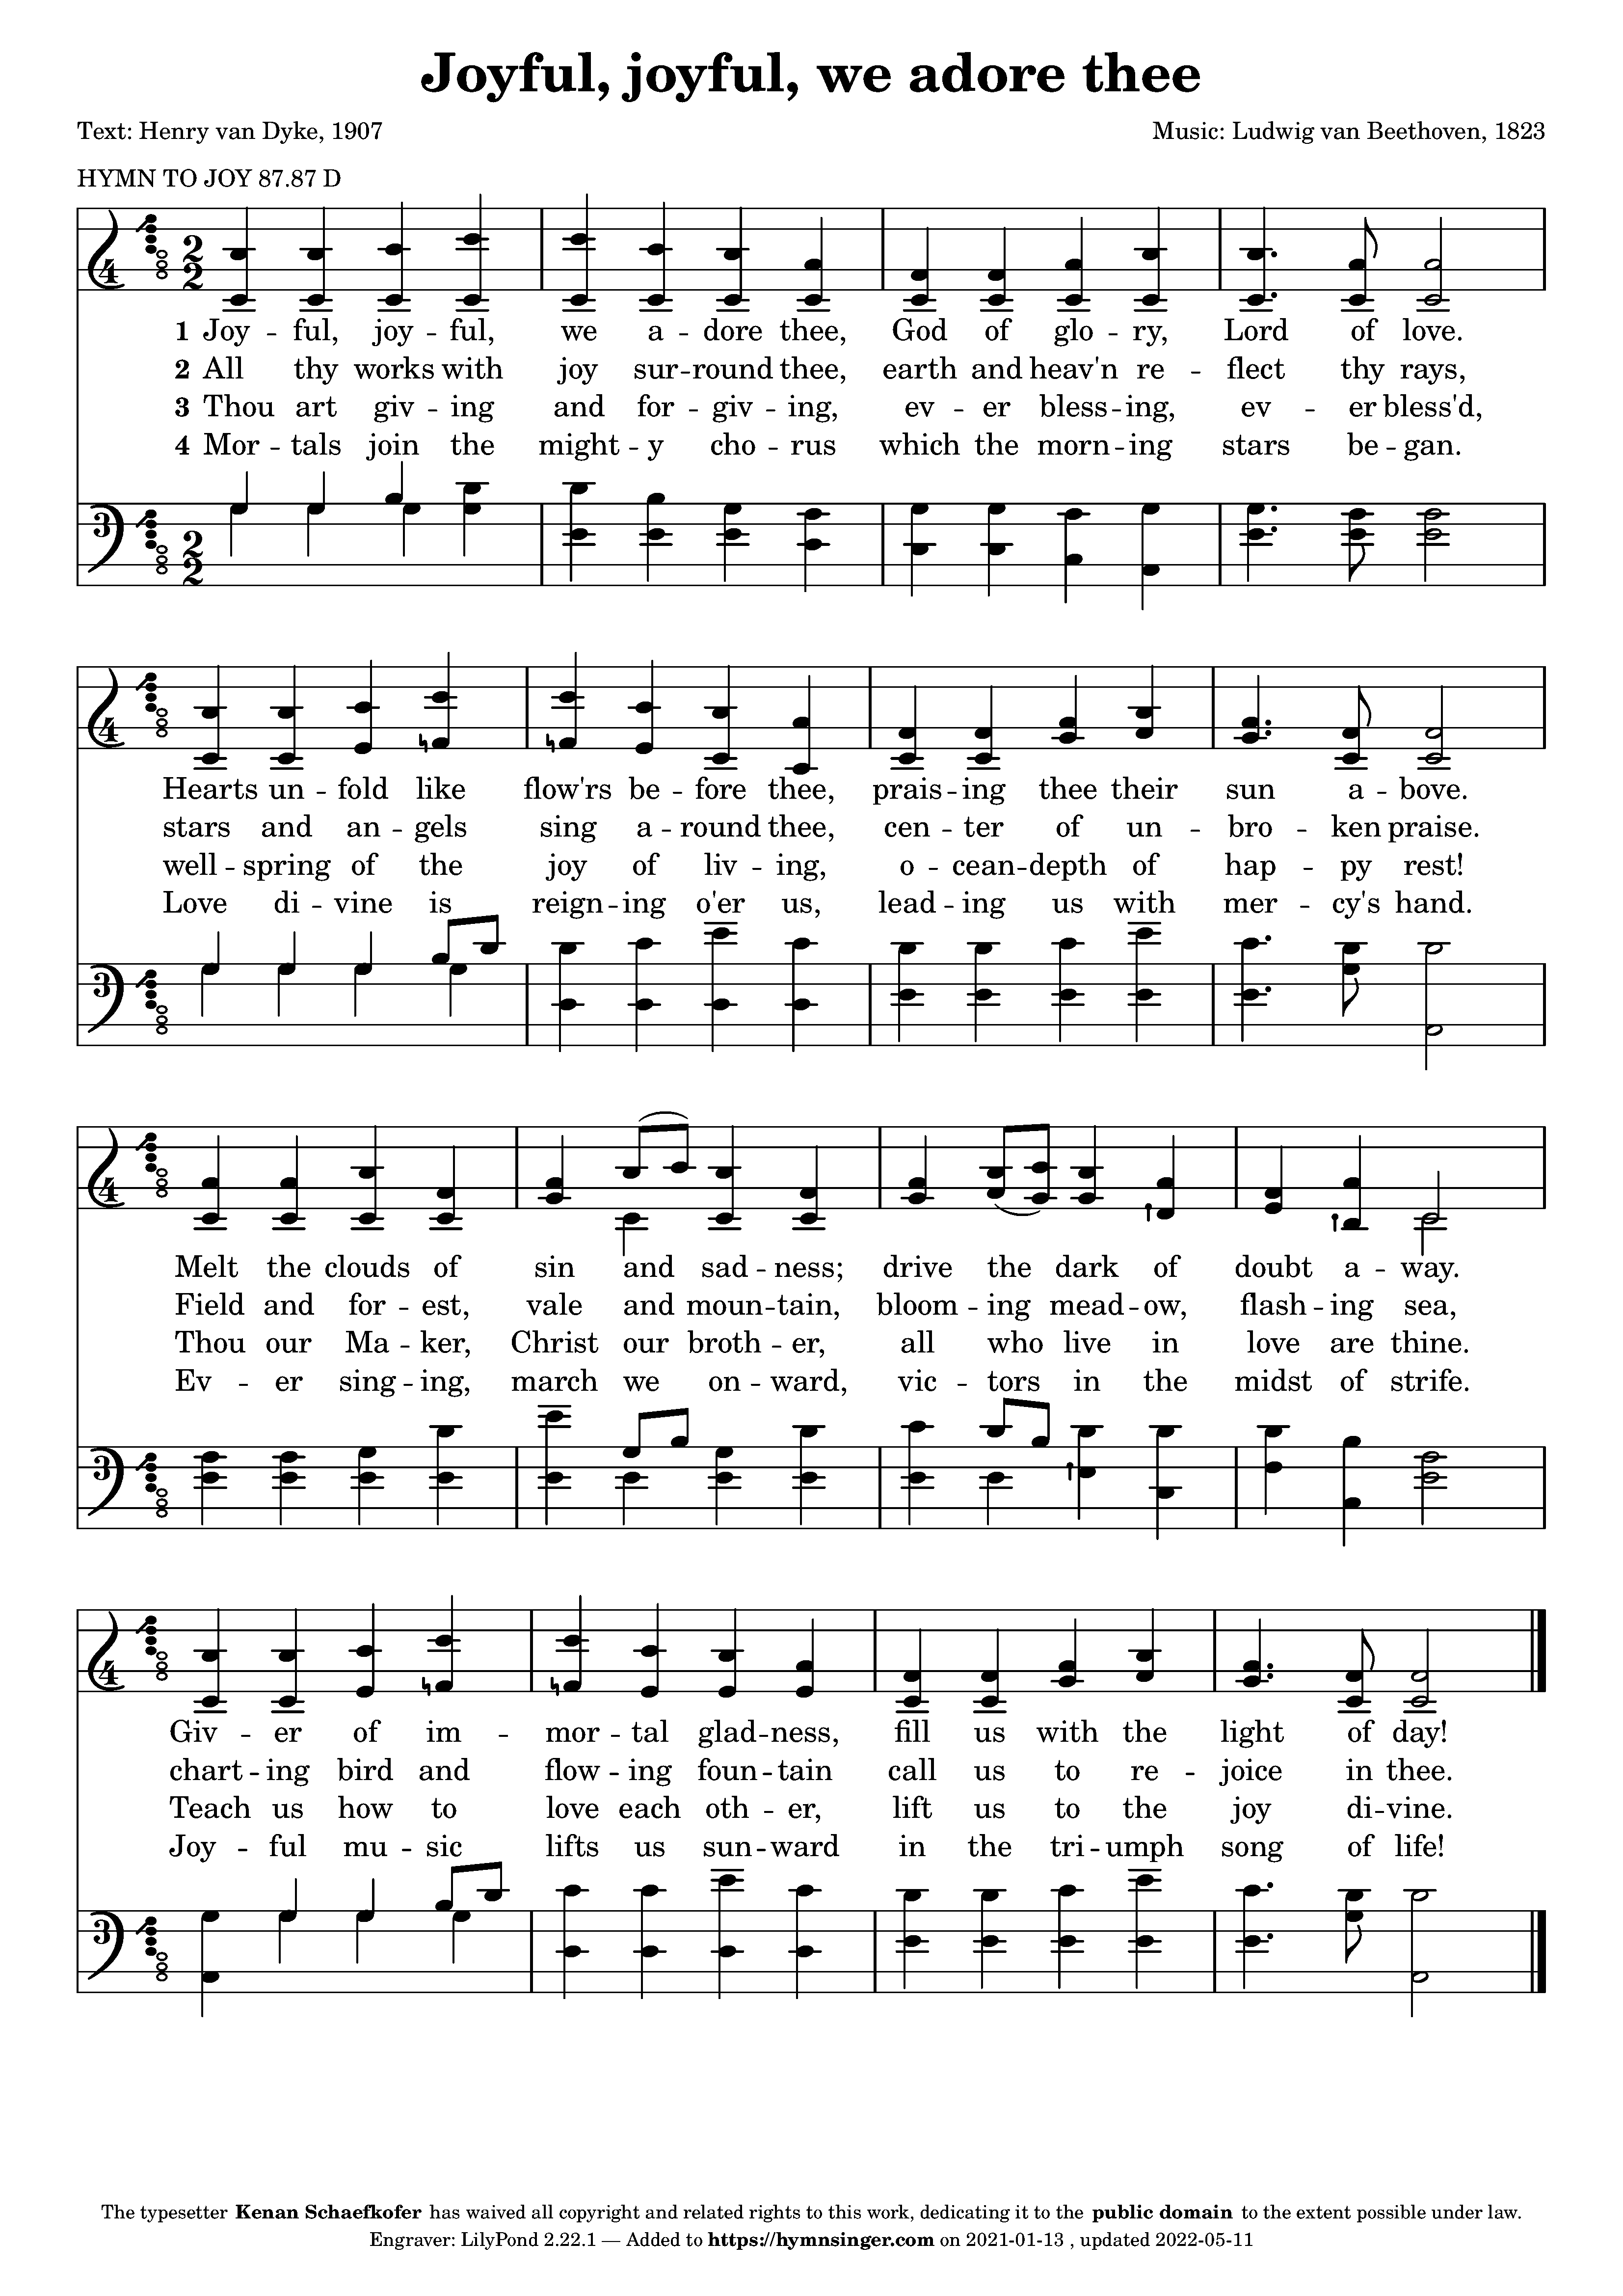 Joyful, joyful, we adore thee
Text: Henry van Dyke, 1907
Music: Ludwig van Beethoven, 1823
HYMN TO JOY 87.87 D
4 2 2
1 Joy - ful, joy - ful, we a - dore thee, God of glo - ry, Lord of love.
2 All thy works with joy sur - round thee, earth and heav'n re - flect thy rays,
3 Thou art giv - ing and for - giv - ing, ev - er bless - ing, ev - er bless'd,
4 Mor - tals join the might - y cho - rus which the morn - ing stars be - gan.
3 2 2
4
Hearts un - fold like flow'rs be - fore thee, prais - ing thee their sun a - bove.
stars and an - gels sing a - round thee, cen - ter of un - bro - ken praise.
well - spring of the joy of liv - ing, o - cean - depth of hap - py rest!
Love di - vine is reign - ing o'er us, lead - ing us with mer - cy's hand.
3
4
Melt the clouds of sin and sad - ness; drive the dark of doubt a - way.
Field and for - est, vale and moun - tain, bloom - ing mead - ow, flash - ing sea,
Thou our Ma - ker, Christ our broth - er, all who live in love are thine.
Ev - er sing - ing, march we on - ward, vic - tors in the midst of strife.
3
4
Giv - er of im - mor - tal glad - ness, fill us with the light of day!
chart - ing bird and flow - ing foun - tain call us to re - joice in thee.
Teach us how to love each oth - er, lift us to the joy di - vine.
Joy - ful mu - sic lifts us sun - ward in the tri - umph song of life!
3
The typesetter Kenan Schaefkofer has waived all copyright and related rights to this work, dedicating it to the public domain to the extent possible under law.
Engraver: LilyPond 2.22.1 — Added to https://hymnsinger.com on 2021-01-13 , updated 2022-05-11